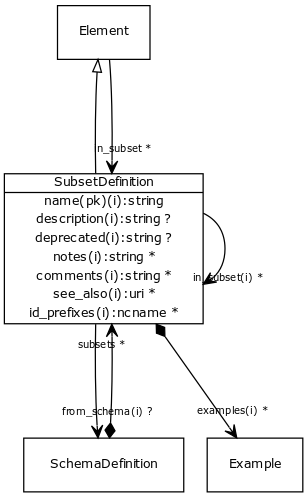 Element
in_subset *
SubsetDefinition
name(pk)(i):string
description(i):string ?
deprecated(i):string ?
notes(i):string *
comments(i):string *
see_also(i):uri *
id_prefixes(i):ncname *
in_subset(i) *
subsets *
from_schema(i) ?
examples(i) *
SchemaDefinition
Example